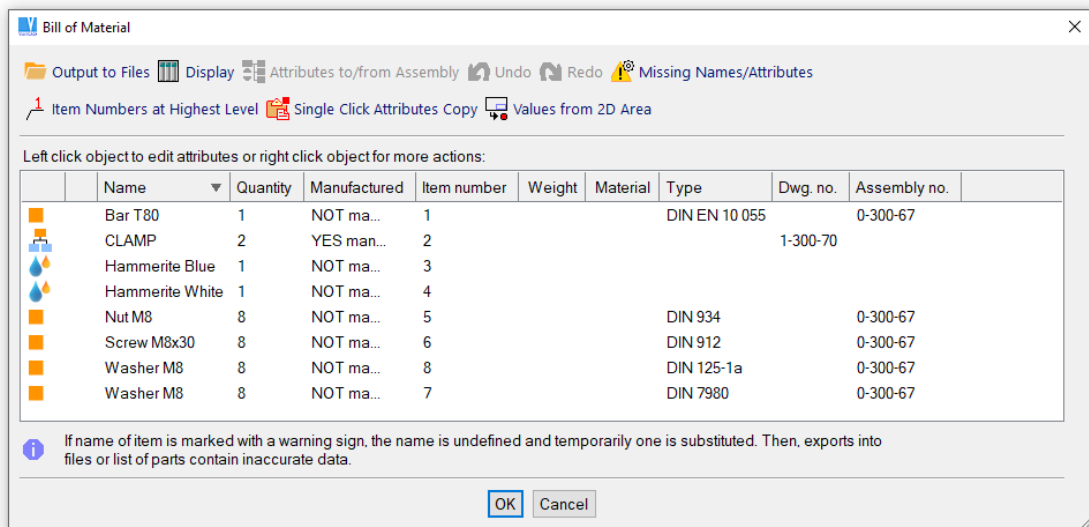 Bill of Material
Output to Files Display Attributes to/from Assembly Undo Redo Missing Names/Attributes
Item Numbers at Highest Level Single Click Attributes Copy Values from 2D Area
Left click object to edit attributes or right click object for more actions:
Name Quantity Manufactured Item number Weight Material Type Dwg. no. Assembly no.
Bar T80 1 NOT ma... 1 DIN EN 10 055 0-300-67
CLAMP 2 YES man... 2 1-300-70
Hammerite Blue 1 NOT ma... 3
Hammerite White 1 NOT ma... 4
Nut M8 8 NOT ma... 5 DIN 934 0-300-67
Screw M8x30 8 NOT ma... 6 DIN 912 0-300-67
Washer M8 8 NOT ma... 8 DIN 125-1a 0-300-67
Washer M8 8 NOT ma... 7 DIN 7980 0-300-67
If name of item is marked with a warning sign, the name is undefined and temporarily one is substituted. Then, exports into
files or list of parts contain inaccurate data.
OK Cancel